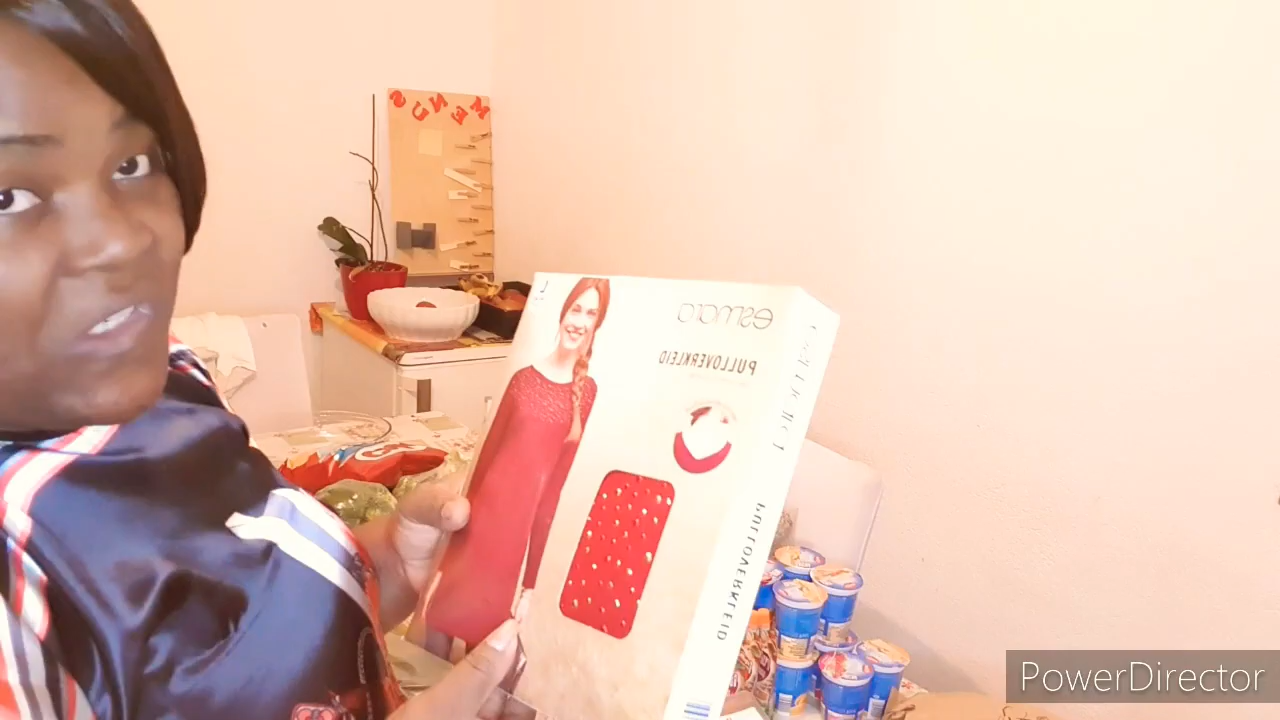 MENUS
L
esmara
PULLOVERKLEID
PULLOVERKLEID
PowerDirector